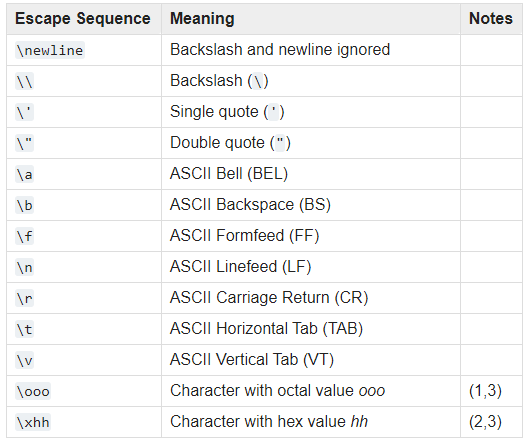 Escape Sequence Meaning Notes
\newline Backslash and newline ignored
\\ Backslash (\)
\' Single quote (')
\" Double quote (")
\a ASCII Bell (BEL)
\b ASCII Backspace (BS)
\f ASCII Formfeed (FF)
\n ASCII Linefeed (LF)
\r ASCII Carriage Return (CR)
\t ASCII Horizontal Tab (TAB)
\v ASCII Vertical Tab (VT)
\ooo Character with octal value ooo (1,3)
\xhh Character with hex value hh (2,3)